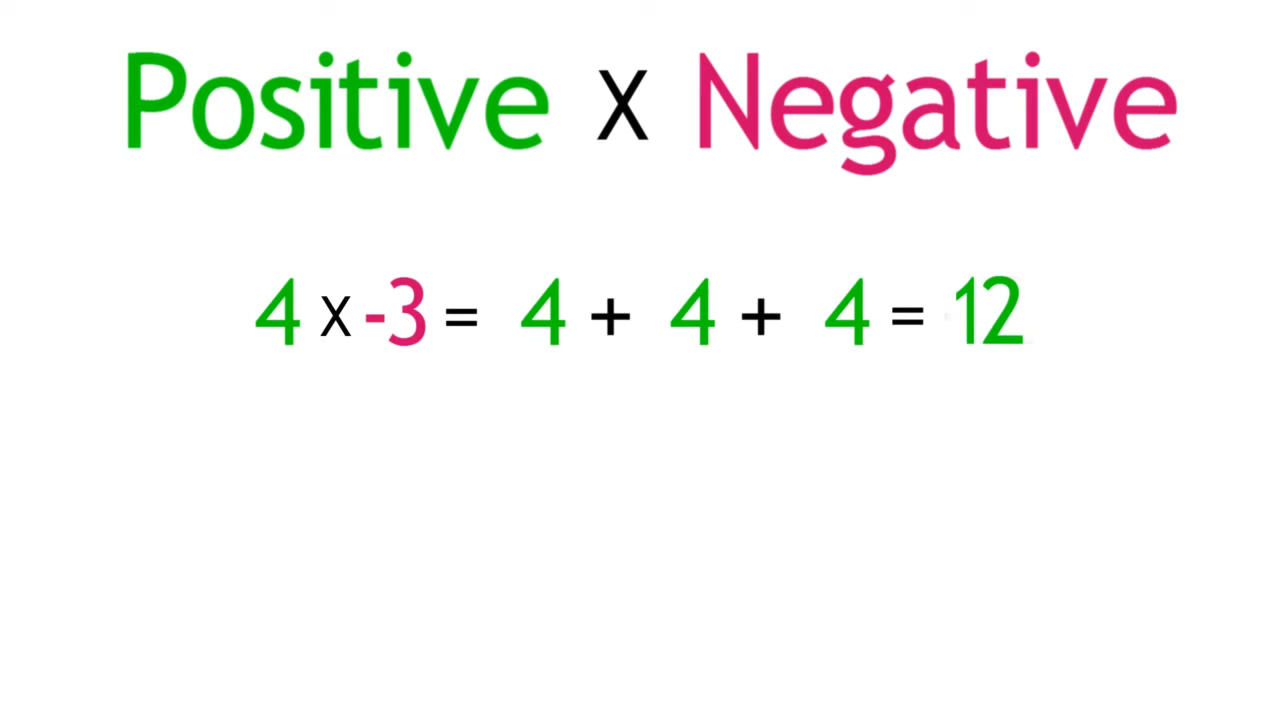 Positive x Negative
4 x -3 = 4 + 4 + 4 = 12